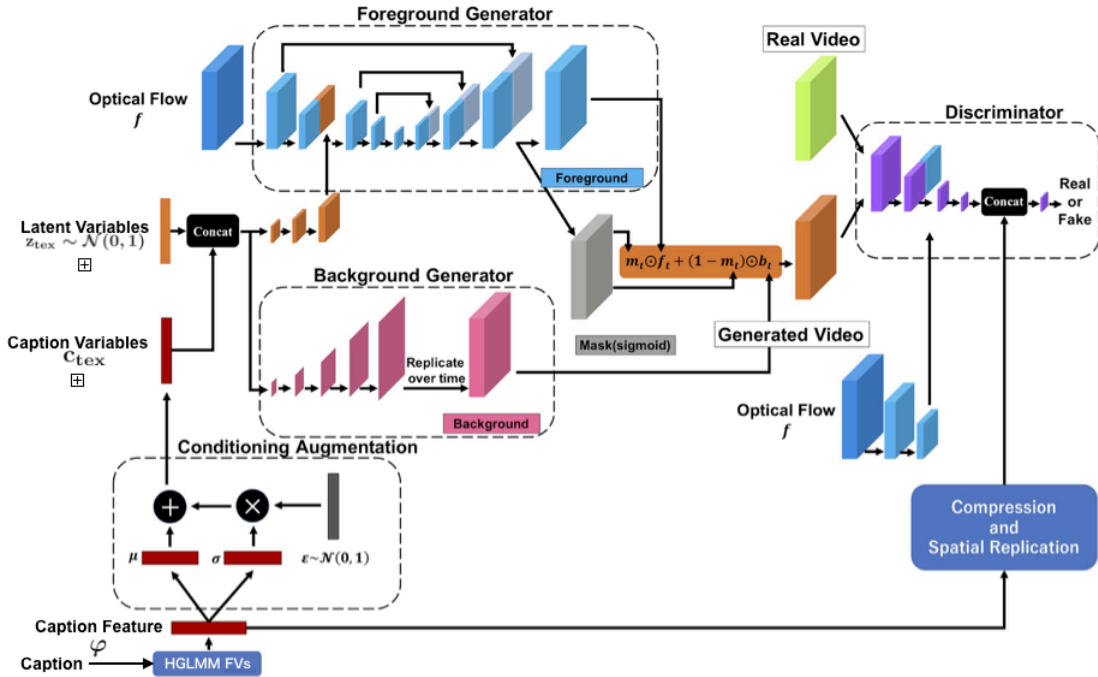 Foreground Generator
Optical Flow
f
Foreground
Real Video
Discriminator
Real
or
Fake
Concat
Latent Variables
z_tex ∼ 𝒩(0, 1)
⊞
Concat
m_t⊙f_t + (1 − m_t)⊙b_t
Mask(sigmoid)
Generated Video
Background Generator
Replicate
over time
Background
Caption Variables
c_tex
⊞
Optical Flow
f
Conditioning Augmentation
+
×
μ
σ
ε~𝒩(0, 1)
Compression
and
Spatial Replication
Caption Feature
φ
Caption
HGLMM FVs